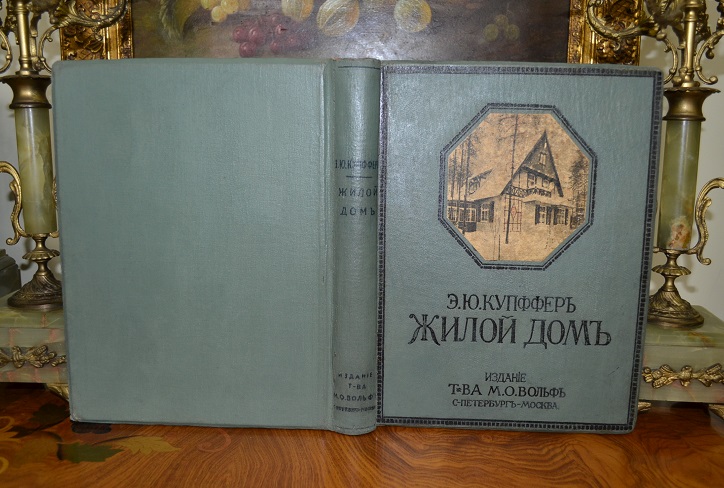 Э.Ю.КУПФФЕРЪ
ЖИЛОЙ
ДОМЪ
ИЗДАНІЕ
Т-ВА
М.О.ВОЛЬФЪ
Э.Ю.КУПФФЕРЪ
ЖИЛОЙ ДОМЪ
ИЗДАНІЕ
Т-ВА М.О.ВОЛЬФЪ
С-ПЕТЕРБУРГЪ-МОСКВА.